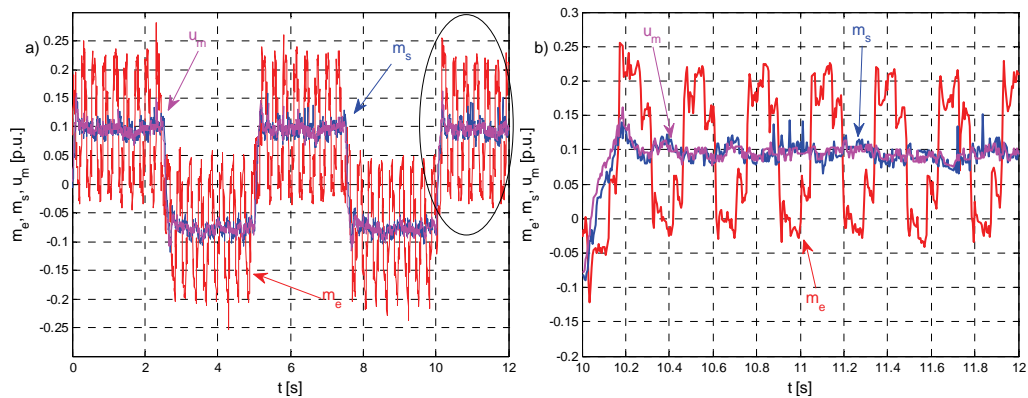 a)
0.25
0.2
0.15
0.1
0.05
0
-0.05
-0.1
-0.15
-0.2
0.25
m_e, m_s, u_m [p.u.]
u_m
m_s
m_e
0 2 4 6 8 10 12
t [s]
b)
0.3
0.25
0.2
0.15
0.1
0.05
0
-0.05
-0.1
-0.15
-0.2
m_e, m_s, u_m [p.u.]
u_m
m_s
m_e
10 10.2 10.4 10.6 10.8 11 11.2 11.4 11.6 11.8 12
t [s]